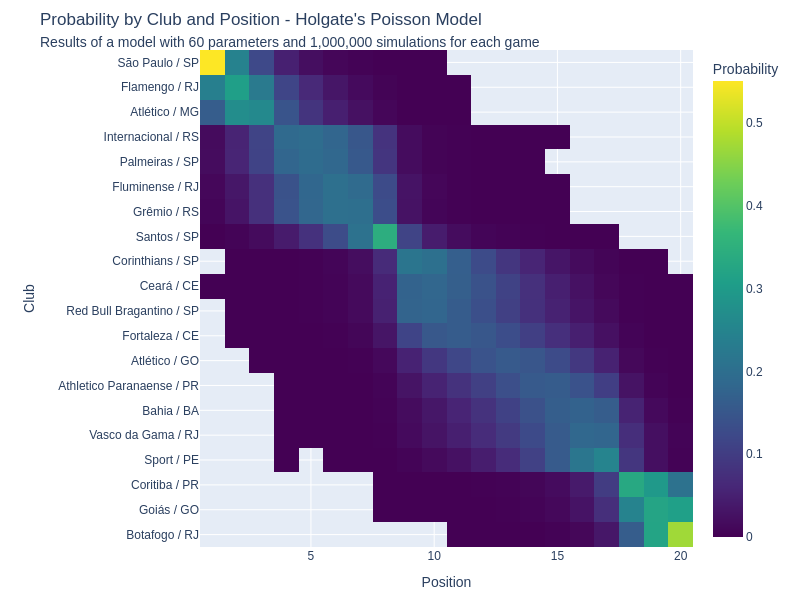 Probability by Club and Position - Holgate's Poisson Model
Results of a model with 60 parameters and 1,000,000 simulations for each game
Probability
São Paulo / SP
Flamengo / RJ
Atlético / MG
Internacional / RS
Palmeiras / SP
Fluminense / RJ
Grêmio / RS
Santos / SP
Corinthians / SP
Ceará / CE
Red Bull Bragantino / SP
Fortaleza / CE
Atlético / GO
Athletico Paranaense / PR
Bahia / BA
Vasco da Gama / RJ
Sport / PE
Coritiba / PR
Goiás / GO
Botafogo / RJ
Club
5 10 15 20
Position
0.5
0.4
0.3
0.2
0.1
0